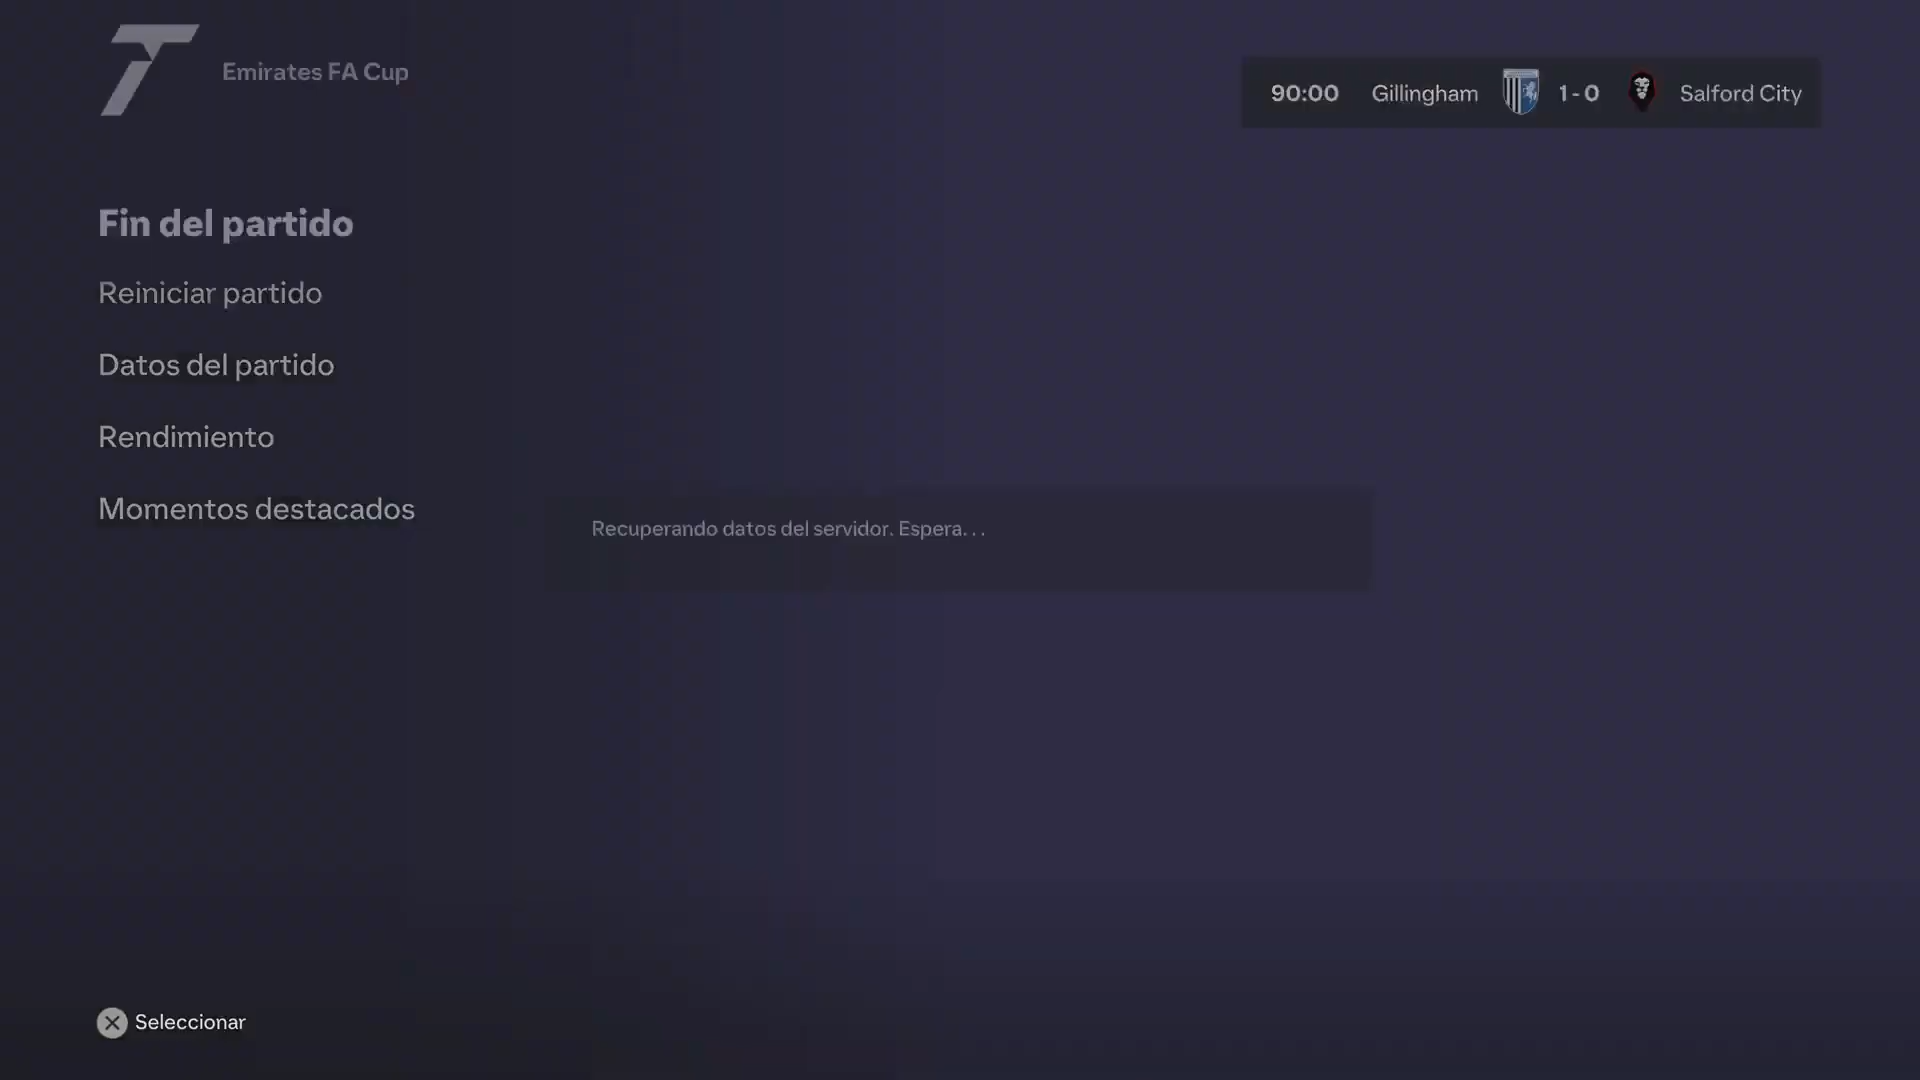 Emirates FA Cup
90:00 Gillingham 1 - 0 Salford City
Fin del partido
Reiniciar partido
Datos del partido
Rendimiento
Momentos destacados
Recuperando datos del servidor. Espera...
Seleccionar